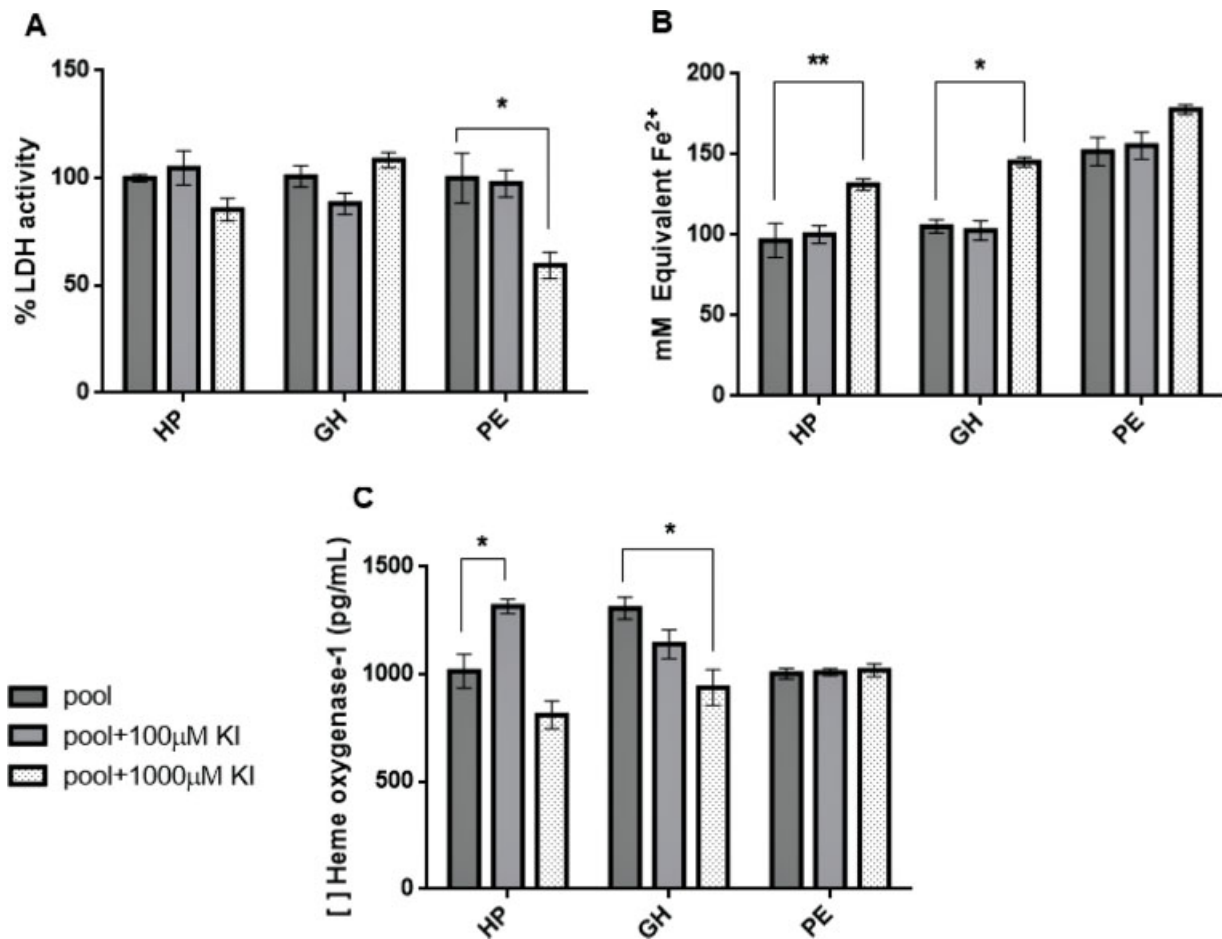 A
% LDH activity
150
100
50
0
*
HP
GH
PE
B
mM Equivalent Fe2+
200
150
100
50
0
**
*
HP
GH
PE
C
[ ] Heme oxygenase-1 (pg/mL)
1500
1000
500
0
*
*
HP
GH
PE
pool
pool+100µM KI
pool+1000µM KI